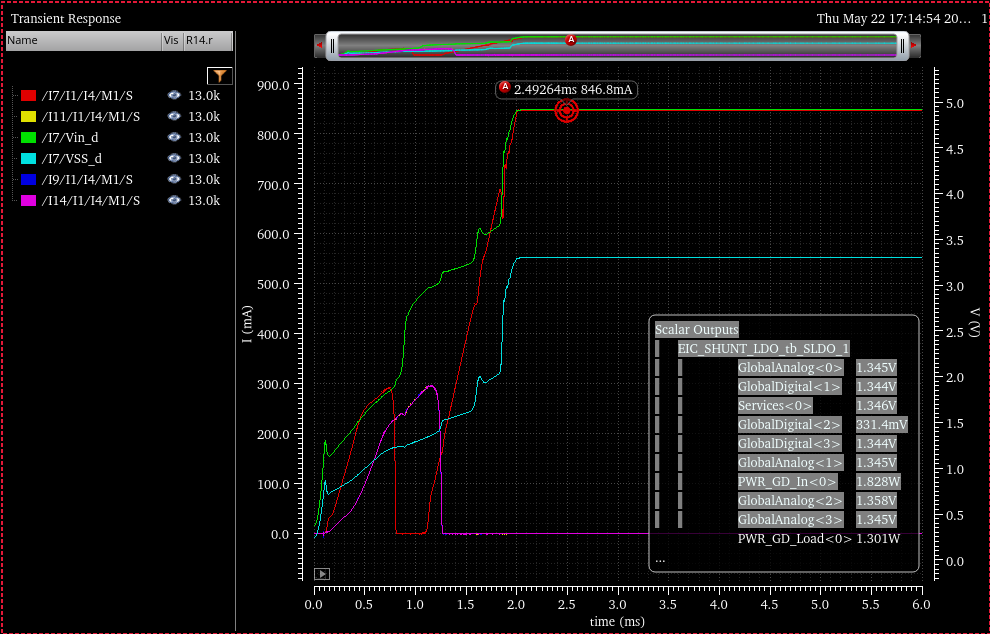 Transient Response
Thu May 22 17:14:54 20... 1
Name Vis R14.r
/I7/I1/I4/M1/S 13.0k
/I11/I1/I4/M1/S 13.0k
/I7/Vin_d 13.0k
/I7/VSS_d 13.0k
/I9/I1/I4/M1/S 13.0k
/I14/I1/I4/M1/S 13.0k
A
A 2.49264ms 846.8mA
900.0
800.0
700.0
600.0
500.0
400.0
300.0
200.0
100.0
0.0
I (mA)
5.0
4.5
4.0
3.5
3.0
2.5
2.0
1.5
1.0
0.5
0.0
V (V)
Scalar Outputs
EIC_SHUNT_LDO_tb_SLDO_1
GlobalAnalog<0> 1.345V
GlobalDigital<1> 1.344V
Services<0> 1.346V
GlobalDigital<2> 331.4mV
GlobalDigital<3> 1.344V
GlobalAnalog<1> 1.345V
PWR_GD_In<0> 1.828W
GlobalAnalog<2> 1.358V
GlobalAnalog<3> 1.345V
PWR_GD_Load<0> 1.301W
...
0.0 0.5 1.0 1.5 2.0 2.5 3.0 3.5 4.0 4.5 5.0 5.5 6.0
time (ms)